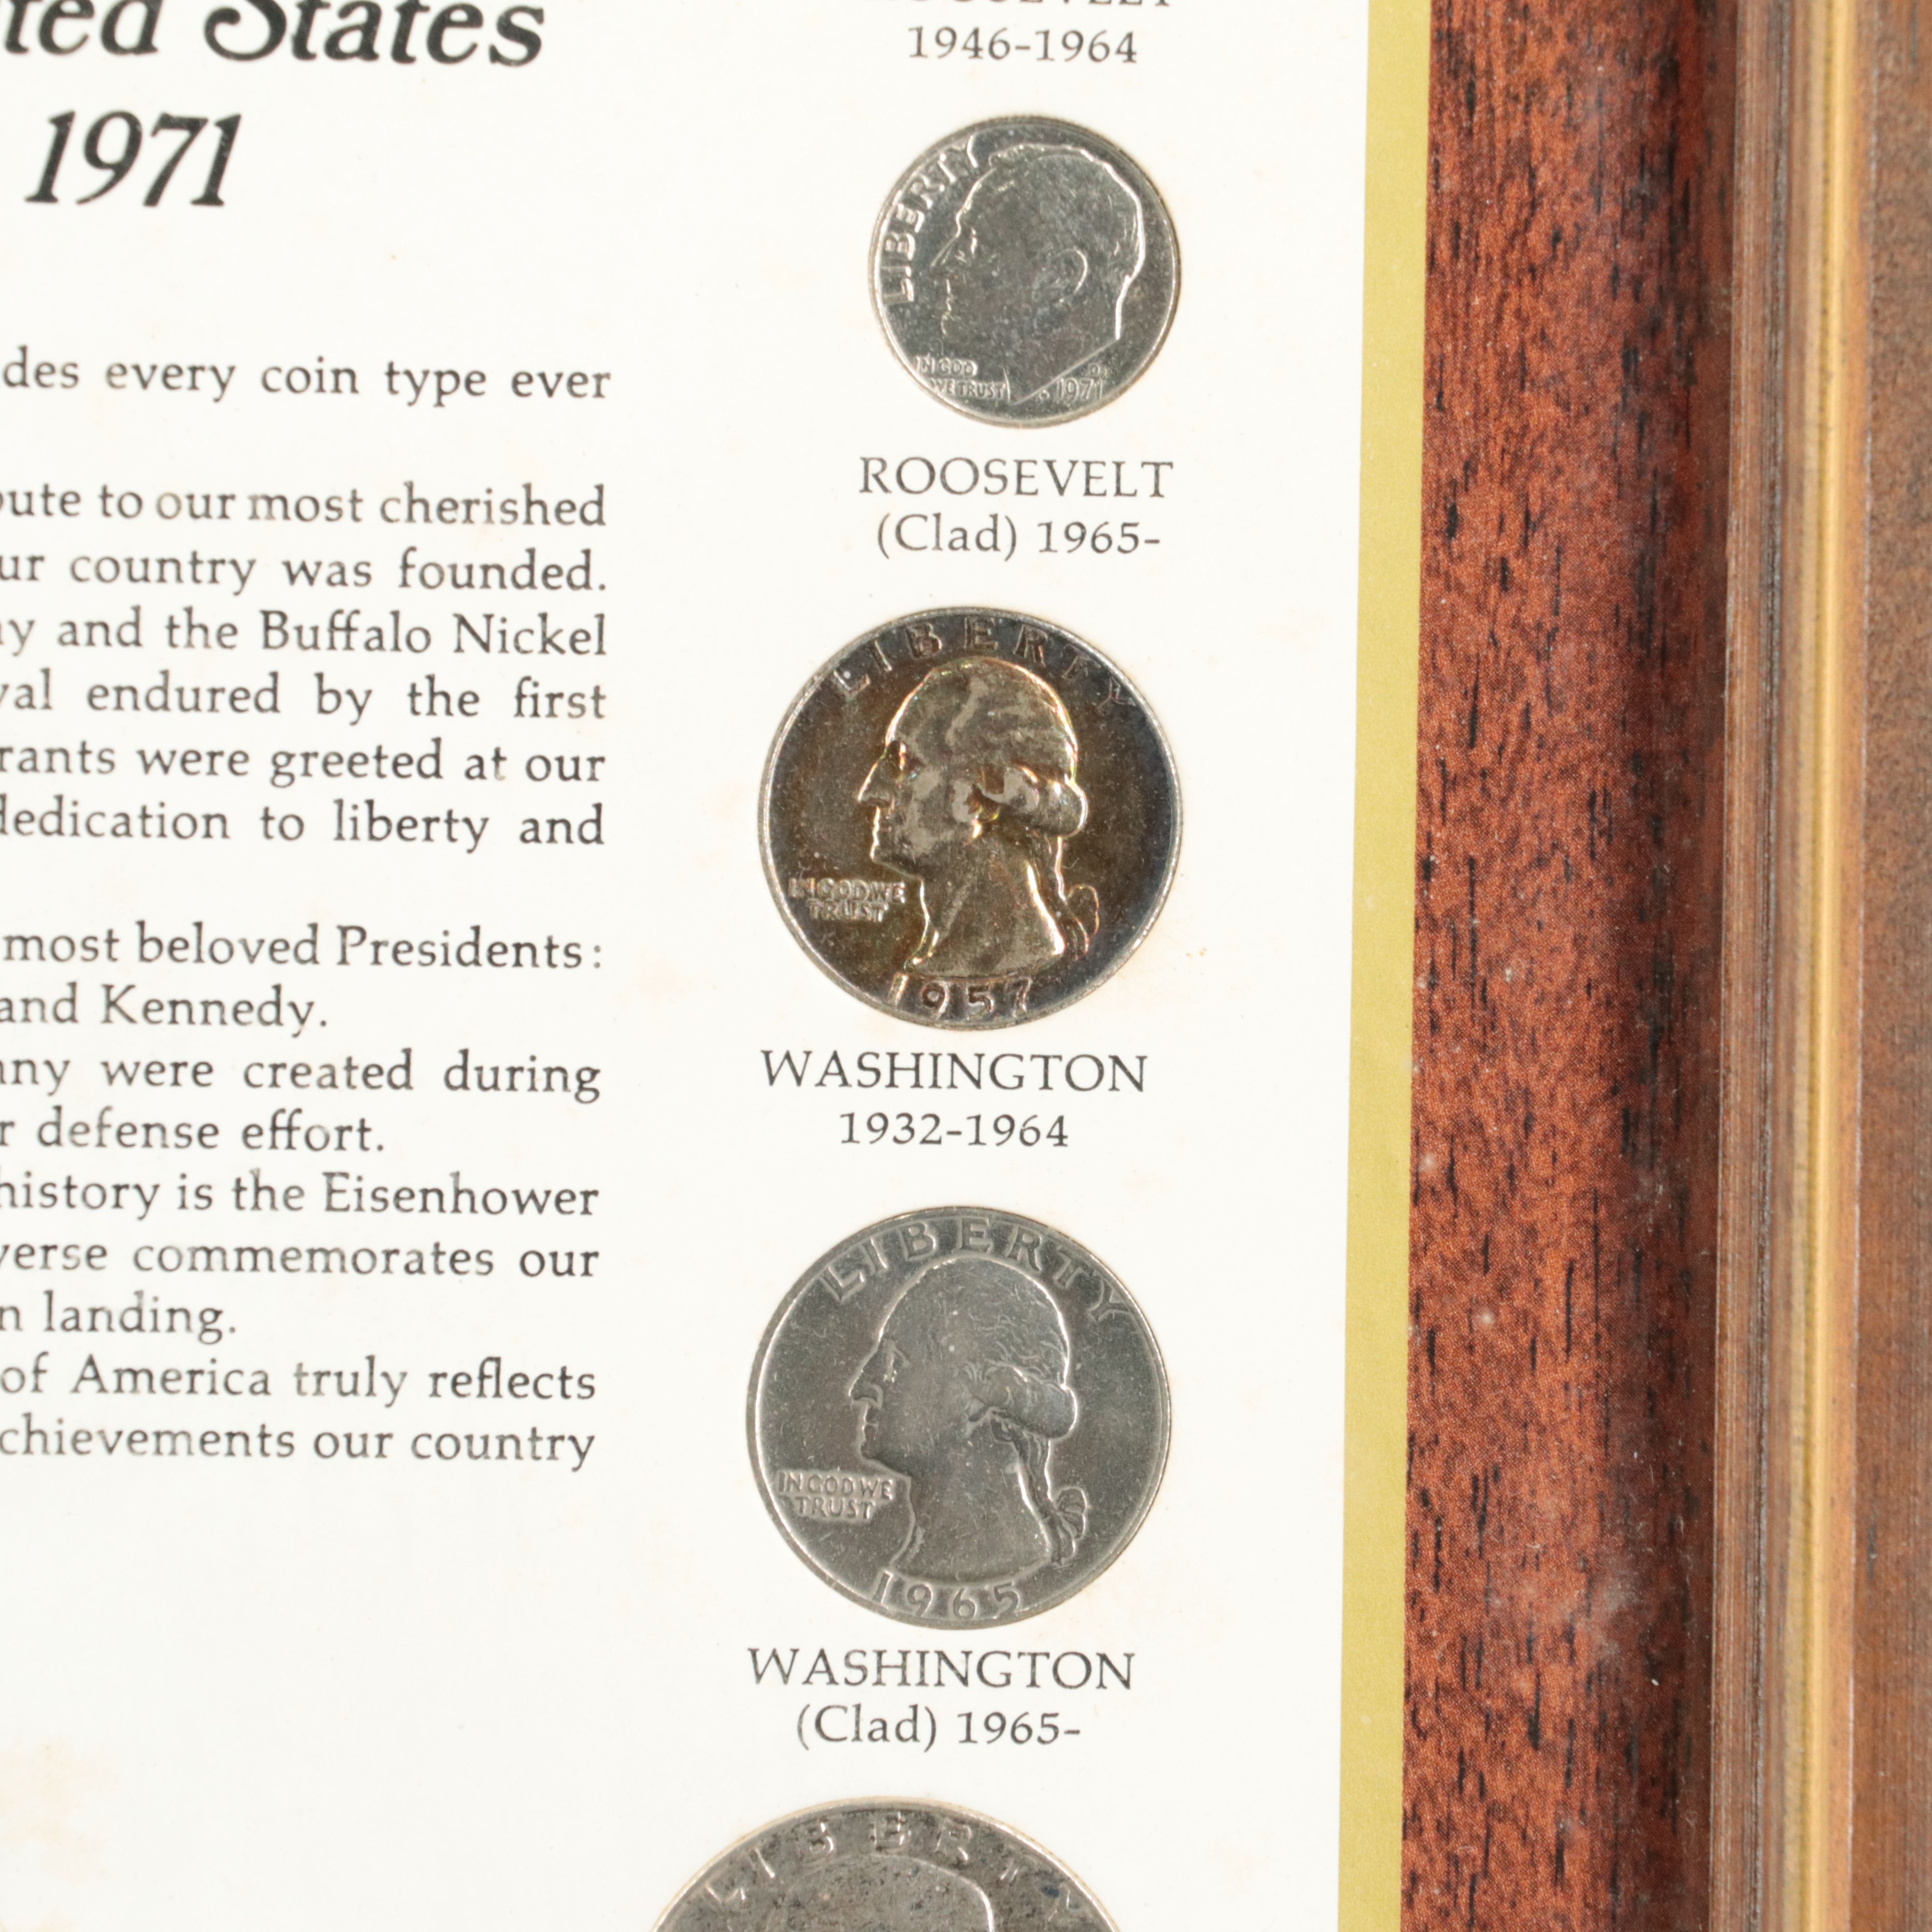 ted States
1971
des every coin type ever
ute to our most cherished
ur country was founded.
y and the Buffalo Nickel
val endured by the first
rants were greeted at our
dedication to liberty and
most beloved Presidents:
and Kennedy.
any were created during
r defense effort.
history is the Eisenhower
verse commemorates our
n landing.
of America truly reflects
chievements our country
ROOSEVELT
1946-1964
LIBERTY
IN GOD
WE TRUST
1971
ROOSEVELT
(Clad) 1965-
LIBERTY
IN GOD WE
TRUST
1957
WASHINGTON
1932-1964
LIBERTY
IN GOD WE
TRUST
1965
WASHINGTON
(Clad) 1965-
LIBERTY